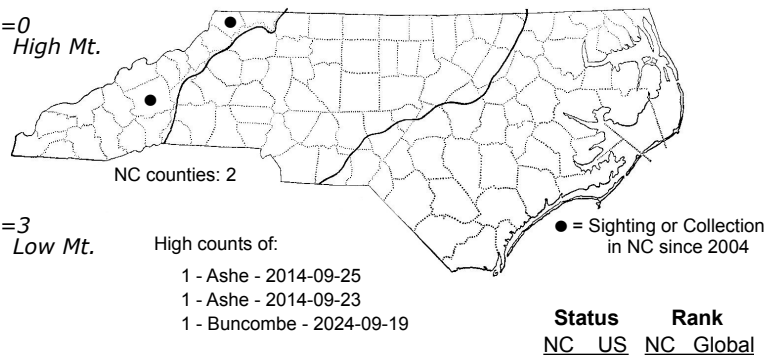 =0
High Mt.
NC counties: 2
=3
Low Mt.
High counts of:
1 - Ashe - 2014-09-25
1 - Ashe - 2014-09-23
1 - Buncombe - 2024-09-19
● = Sighting or Collection
in NC since 2004
Status Rank
NC US NC Global